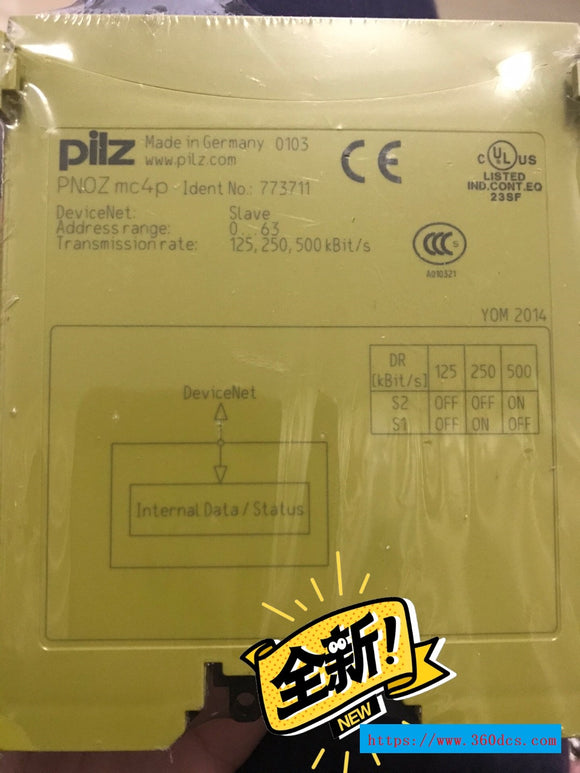 pilz Made in Germany 0103
www.pilz.com
PNOZ mc4p Ident No.: 773711
DeviceNet: Slave
Address range: 0...63
Transmission rate: 125, 250, 500 kBit/s
CE
C UL US
LISTED
IND.CONT.EQ
23SF
CCC S
A010321
YOM 2014
DR [kBit/s] 125 250 500
S2 OFF OFF ON
S1 OFF ON OFF
DeviceNet
Internal Data / Status
全新!
NEW
https://www.360dcs.com